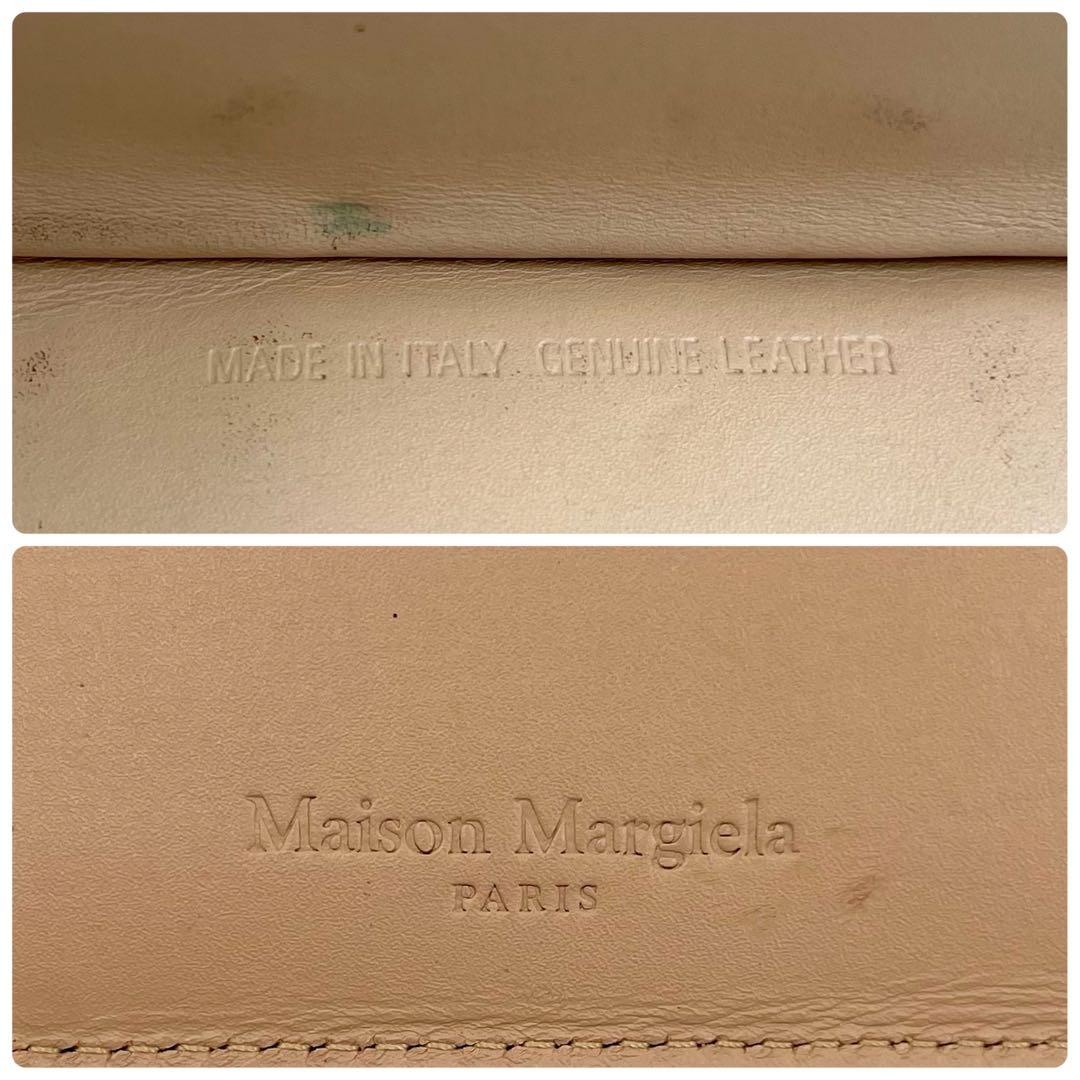 MADE IN ITALY GENUINE LEATHER
Maison Margiela
PARIS